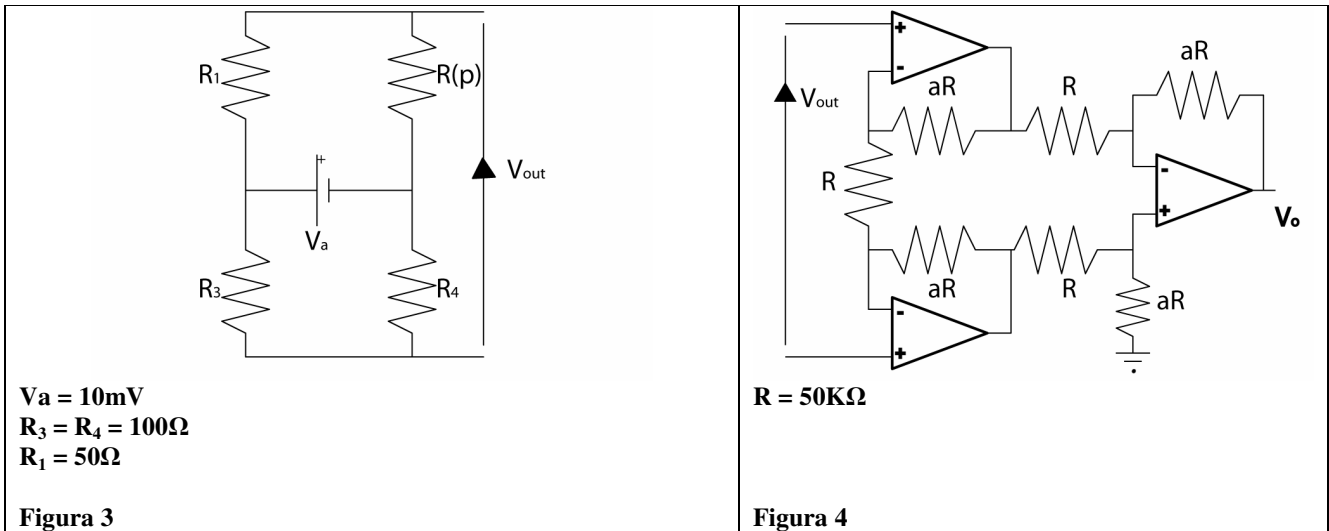 R1
R(p)
+
Va
Vout
R3
R4
Va = 10mV
R3 = R4 = 100Ω
R1 = 50Ω
Figura 3
+
-
aR
Vout
aR
R
R
-
+
Vo
aR
R
aR
-
+
R = 50KΩ
Figura 4